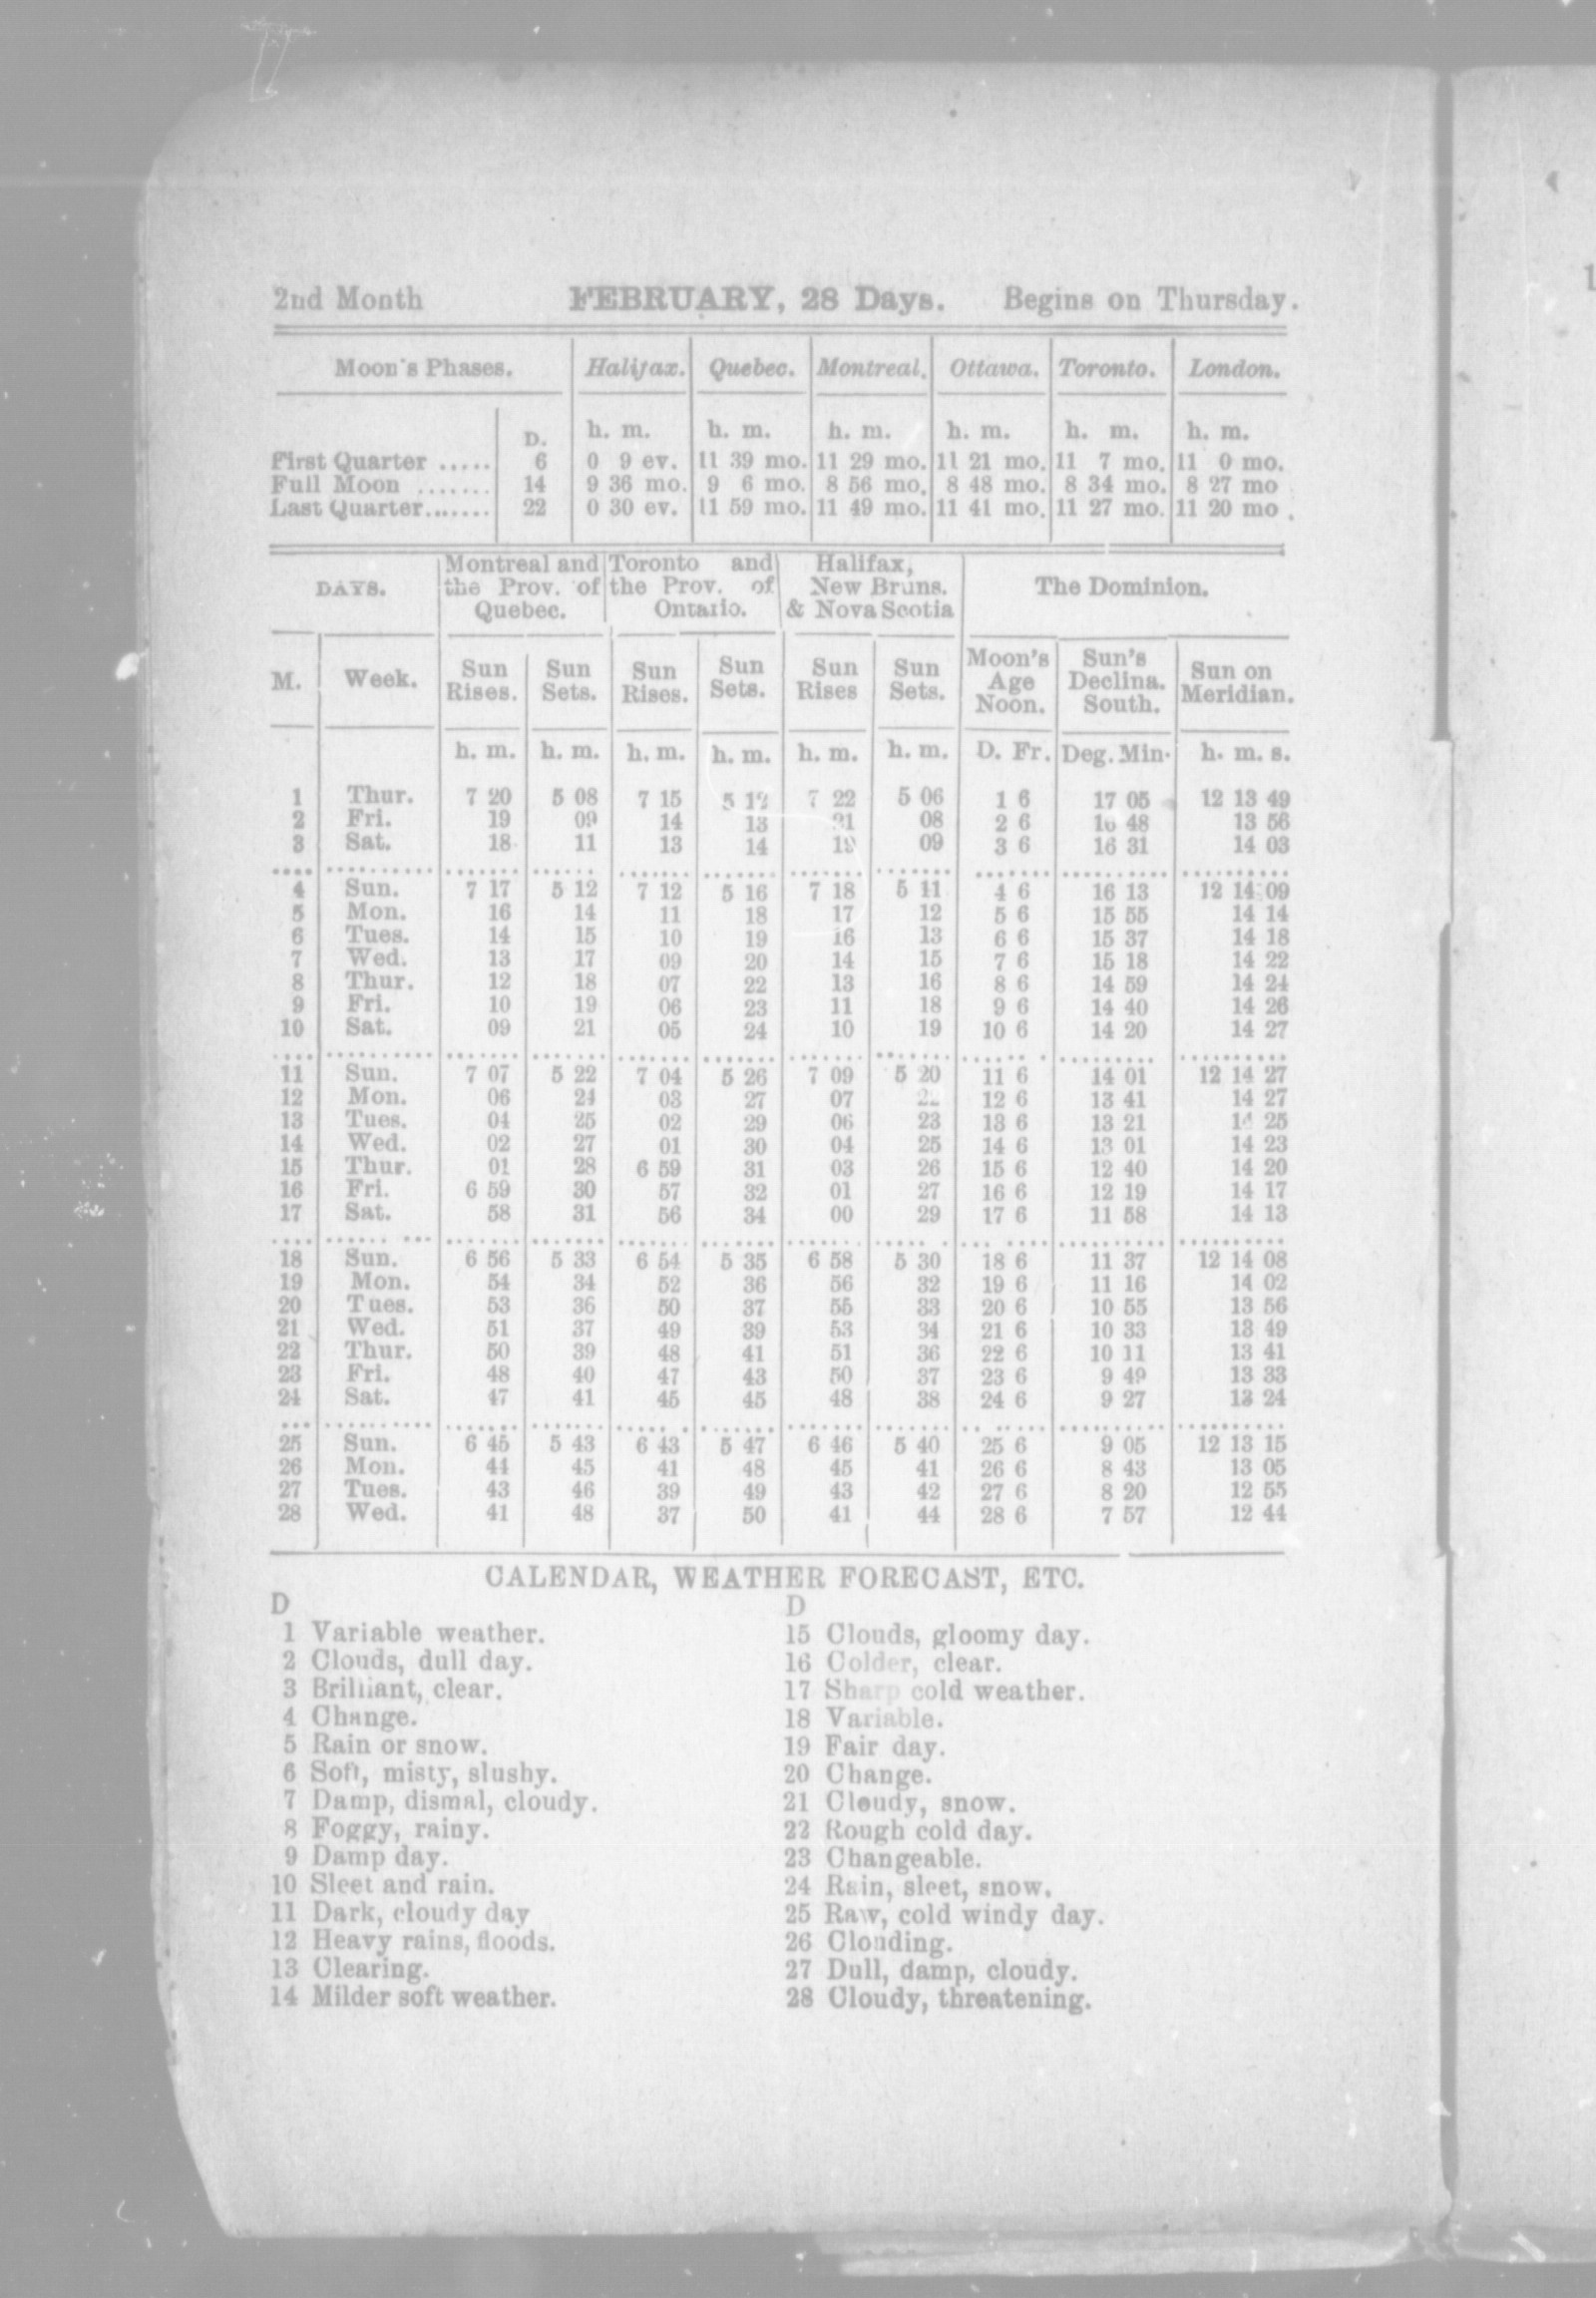 2nd Month FEBRUARY, 28 Days. Begins on Thursday.
Moon's Phases. Halifax. Quebec. Montreal. Ottawa. Toronto. London.
D. h. m. h. m. h. m. h. m. h. m. h. m.
First Quarter ..... 6 0 9 ev. 11 39 mo. 11 29 mo. 11 21 mo. 11 7 mo. 11 0 mo.
Full Moon ....... 14 9 36 mo. 9 6 mo. 8 56 mo. 8 48 mo. 8 34 mo. 8 27 mo
Last Quarter....... 22 0 30 ev. 11 59 mo. 11 49 mo. 11 41 mo. 11 27 mo. 11 20 mo.
DAYS. Montreal and the Prov. of Quebec. Toronto and the Prov. of Ontario. Halifax, New Bruns. & Nova Scotia The Dominion.
M. Week. Sun Rises. Sun Sets. Sun Rises. Sun Sets. Sun Rises Sun Sets. Moon's Age Noon. Sun's Declina. South. Sun on Meridian.
h. m. h. m. h. m. h. m. h. m. h. m. D. Fr. Deg. Min. h. m. s.
1 Thur. 7 20 5 08 7 15 5 12 7 22 5 06 1 6 17 05 12 13 49
2 Fri. 19 09 14 13 21 08 2 6 16 48 13 56
3 Sat. 18 11 13 14 19 09 3 6 16 31 14 03
4 Sun. 7 17 5 12 7 12 5 16 7 18 5 11 4 6 16 13 12 14 09
5 Mon. 16 14 11 18 17 12 5 6 15 55 14 14
6 Tues. 14 15 10 19 16 13 6 6 15 37 14 18
7 Wed. 13 17 09 20 14 15 7 6 15 18 14 22
8 Thur. 12 18 07 22 13 16 8 6 14 59 14 24
9 Fri. 10 19 06 23 11 18 9 6 14 40 14 26
10 Sat. 09 21 05 24 10 19 10 6 14 20 14 27
11 Sun. 7 07 5 22 7 04 5 26 7 09 5 20 11 6 14 01 12 14 27
12 Mon. 06 24 03 27 07 12 6 13 41 14 27
13 Tues. 04 25 02 29 06 23 13 6 13 21 14 25
14 Wed. 02 27 01 30 04 25 14 6 13 01 14 23
15 Thur. 01 28 6 59 31 03 26 15 6 12 40 14 20
16 Fri. 6 59 30 57 32 01 27 16 6 12 19 14 17
17 Sat. 58 31 56 34 00 29 17 6 11 58 14 13
18 Sun. 6 56 5 33 6 54 5 35 6 58 5 30 18 6 11 37 12 14 08
19 Mon. 54 34 52 36 56 32 19 6 11 16 14 02
20 Tues. 53 36 50 37 55 33 20 6 10 55 13 56
21 Wed. 51 37 49 39 53 34 21 6 10 33 13 49
22 Thur. 50 39 48 41 51 36 22 6 10 11 13 41
23 Fri. 48 40 47 43 50 37 23 6 9 49 13 33
24 Sat. 47 41 45 45 48 38 24 6 9 27 13 24
25 Sun. 6 45 5 43 6 43 5 47 6 46 5 40 25 6 9 05 12 13 15
26 Mon. 44 45 41 48 45 41 26 6 8 43 13 05
27 Tues. 43 46 39 49 43 42 27 6 8 20 12 55
28 Wed. 41 48 37 50 41 44 28 6 7 57 12 44
CALENDAR, WEATHER FORECAST, ETC.
D
1 Variable weather.
2 Clouds, dull day.
3 Brilliant, clear.
4 Change.
5 Rain or snow.
6 Soft, misty, slushy.
7 Damp, dismal, cloudy.
8 Foggy, rainy.
9 Damp day.
10 Sleet and rain.
11 Dark, cloudy day
12 Heavy rains, floods.
13 Clearing.
14 Milder soft weather.
D
15 Clouds, gloomy day.
16 Colder, clear.
17 Sharp cold weather.
18 Variable.
19 Fair day.
20 Change.
21 Cloudy, snow.
22 Rough cold day.
23 Changeable.
24 Rain, sleet, snow.
25 Raw, cold windy day.
26 Clouding.
27 Dull, damp, cloudy.
28 Cloudy, threatening.